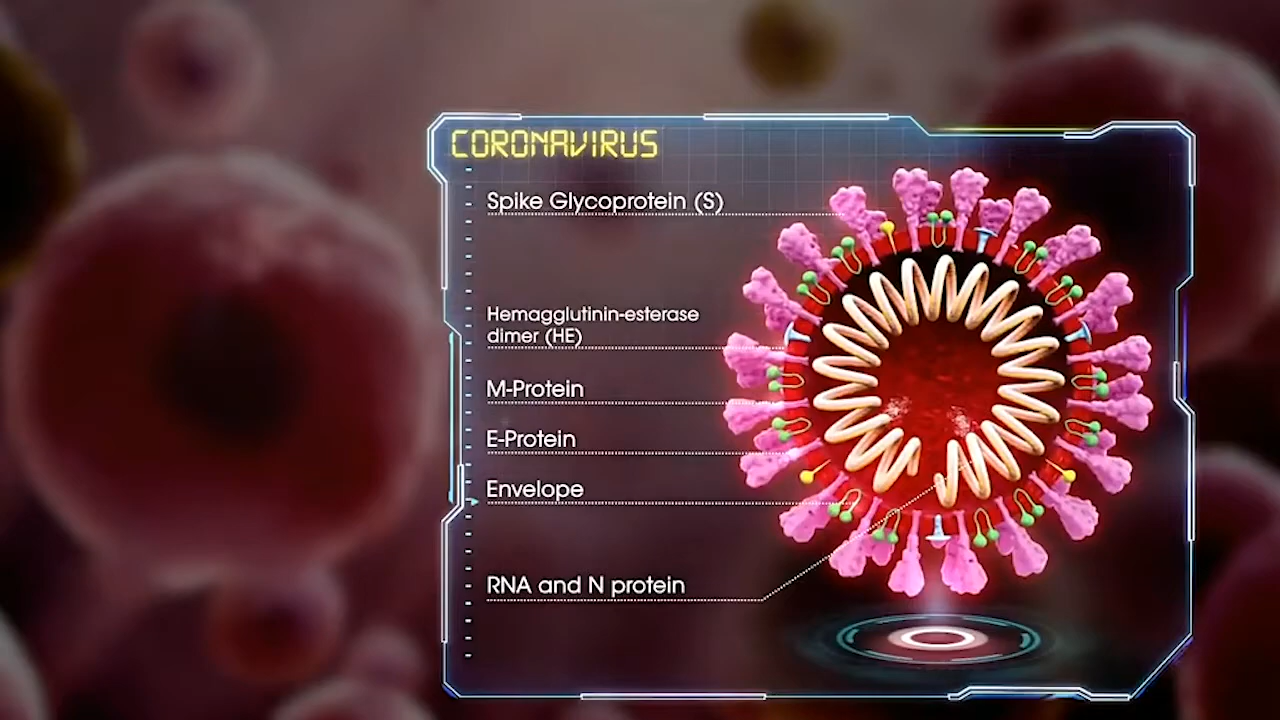 CORONAVIRUS
Spike Glycoprotein (S)
Hemagglutinin-esterase
dimer (HE)
M-Protein
E-Protein
Envelope
RNA and N protein